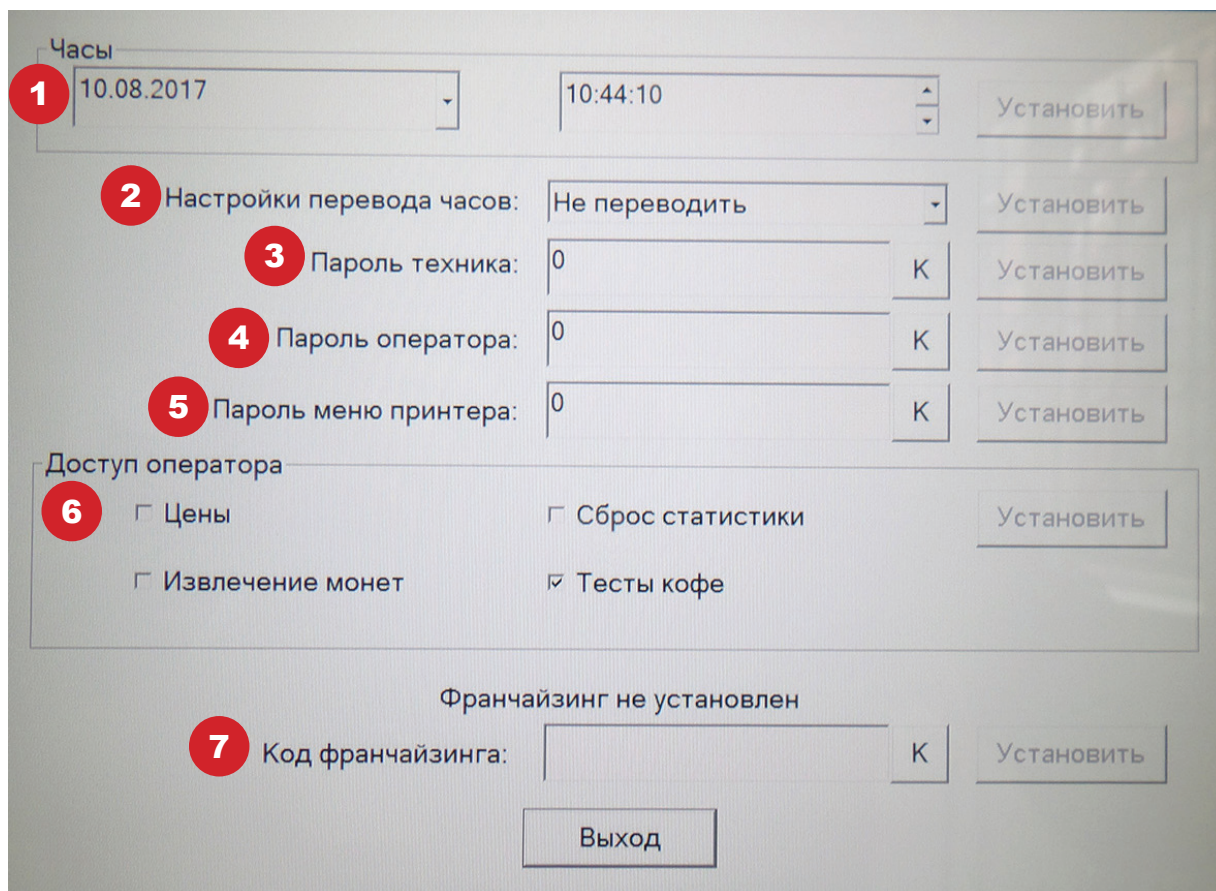 Часы
1 10.08.2017 10:44:10 Установить
2 Настройки перевода часов: Не переводить Установить
3 Пароль техника: 0 К Установить
4 Пароль оператора: 0 К Установить
5 Пароль меню принтера: 0 К Установить
Доступ оператора
6 Цены Сброс статистики Установить
Извлечение монет Тесты кофе
Франчайзинг не установлен
7 Код франчайзинга: К Установить
Выход